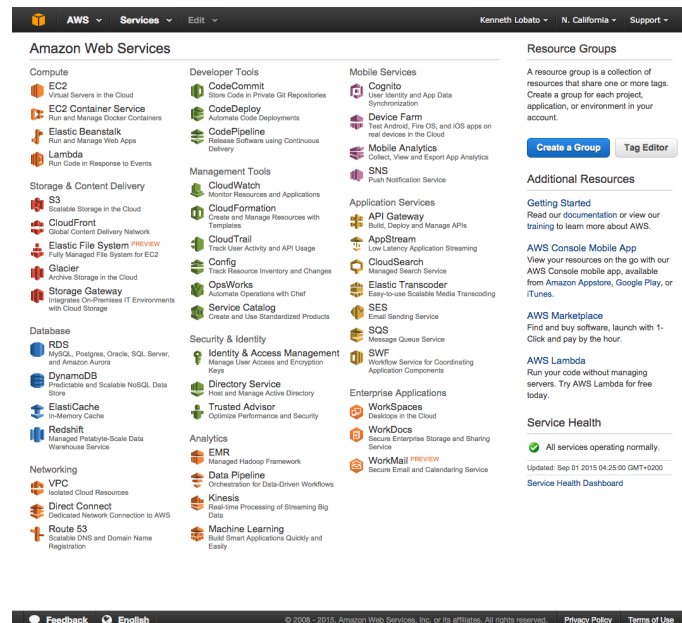 AWS Services Edit Kenneth Lobato N. California Support
Amazon Web Services
Compute
EC2
Virtual Servers in the Cloud
EC2 Container Service
Run and Manage Docker Containers
Elastic Beanstalk
Run and Manage Web Apps
Lambda
Run Code in Response to Events
Storage & Content Delivery
S3
Scalable Storage in the Cloud
CloudFront
Global Content Delivery Network
Elastic File System PREVIEW
Fully Managed File System for EC2
Glacier
Archive Storage in the Cloud
Storage Gateway
Integrates On-Premises IT Environments
with Cloud Storage
Database
RDS
MySQL, Postgres, Oracle, SQL Server,
and Amazon Aurora
DynamoDB
Predictable and Scalable NoSQL Data
Store
ElastiCache
In-Memory Cache
Redshift
Managed Petabyte-Scale Data
Warehouse Service
Networking
VPC
Isolated Cloud Resources
Direct Connect
Dedicated Network Connection to AWS
Route 53
Scalable DNS and Domain Name
Registration
Developer Tools
CodeCommit
Store Code in Private Git Repositories
CodeDeploy
Automate Code Deployments
CodePipeline
Release Software using Continuous
Delivery
Management Tools
CloudWatch
Monitor Resources and Applications
CloudFormation
Create and Manage Resources with
Templates
CloudTrail
Track User Activity and API Usage
Config
Track Resource Inventory and Changes
OpsWorks
Automate Operations with Chef
Service Catalog
Create and Use Standardized Products
Security & Identity
Identity & Access Management
Manage User Access and Encryption
Keys
Directory Service
Host and Manage Active Directory
Trusted Advisor
Optimize Performance and Security
Analytics
EMR
Managed Hadoop Framework
Data Pipeline
Orchestration for Data-Driven Workflows
Kinesis
Real-time Processing of Streaming Big
Data
Machine Learning
Build Smart Applications Quickly and
Easily
Mobile Services
Cognito
User Identity and App Data
Synchronization
Device Farm
Test Android, Fire OS, and iOS apps on
real devices in the Cloud
Mobile Analytics
Collect, View and Export App Analytics
SNS
Push Notification Service
Application Services
API Gateway
Build, Deploy and Manage APIs
AppStream
Low Latency Application Streaming
CloudSearch
Managed Search Service
Elastic Transcoder
Easy-to-use Scalable Media Transcoding
SES
Email Sending Service
SQS
Message Queue Service
SWF
Workflow Service for Coordinating
Application Components
Enterprise Applications
WorkSpaces
Desktops in the Cloud
WorkDocs
Secure Enterprise Storage and Sharing
Service
WorkMail PREVIEW
Secure Email and Calendaring Service
Resource Groups
A resource group is a collection of
resources that share one or more tags.
Create a group for each project,
application, or environment in your
account.
Create a Group Tag Editor
Additional Resources
Getting Started
Read our documentation or view our
training to learn more about AWS.
AWS Console Mobile App
View your resources on the go with our
AWS Console mobile app, available
from Amazon Appstore, Google Play, or
iTunes.
AWS Marketplace
Find and buy software, launch with 1-
Click and pay by the hour.
AWS Lambda
Run your code without managing
servers. Try AWS Lambda for free
today.
Service Health
All services operating normally.
Updated: Sep 01 2015 04:25:00 GMT+0200
Service Health Dashboard
Feedback English © 2008 - 2015, Amazon Web Services, Inc. or its affiliates. All rights reserved. Privacy Policy Terms of Use